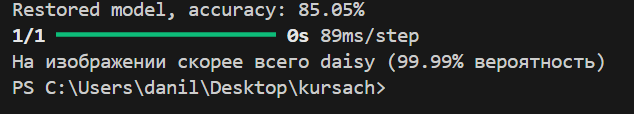 Restored model, accuracy: 85.05%
1/1 ━━━━━━━━━━━━━━━━━━━━ 0s 89ms/step
На изображении скорее всего daisy (99.99% вероятность)
PS C:\Users\danil\Desktop\kursach>